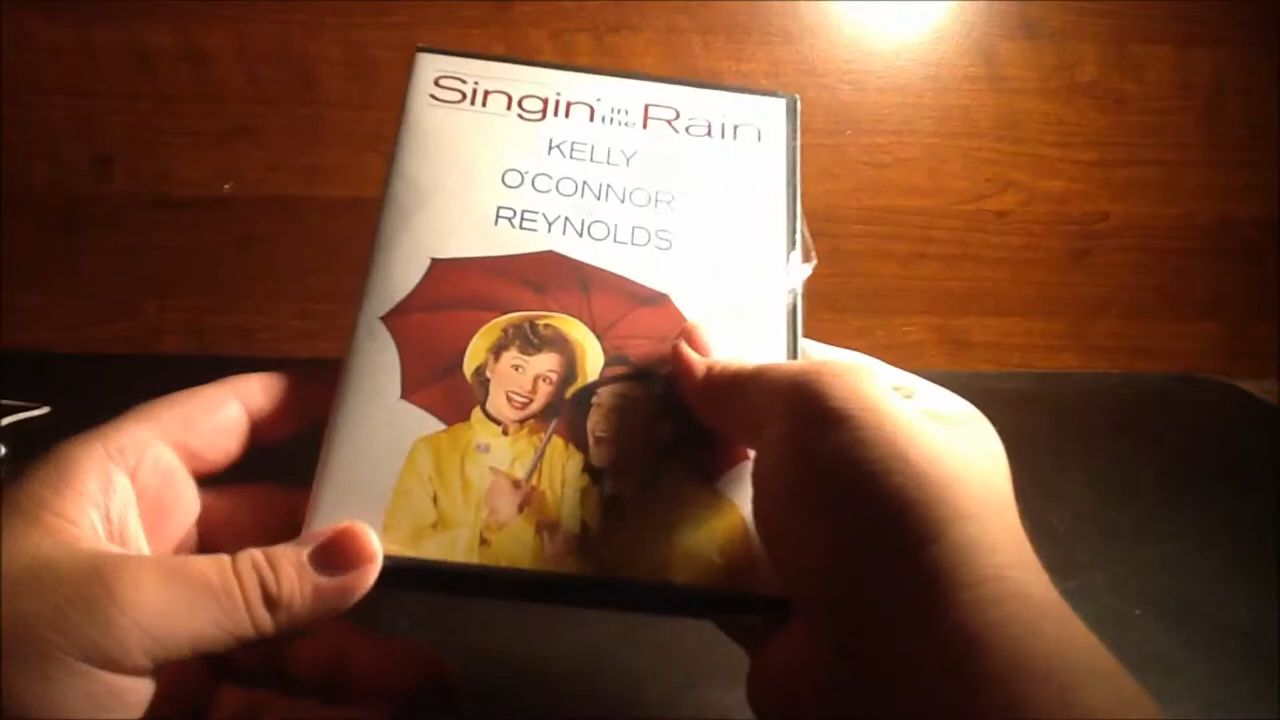 Singin' in the Rain
KELLY
O'CONNOR
REYNOLDS